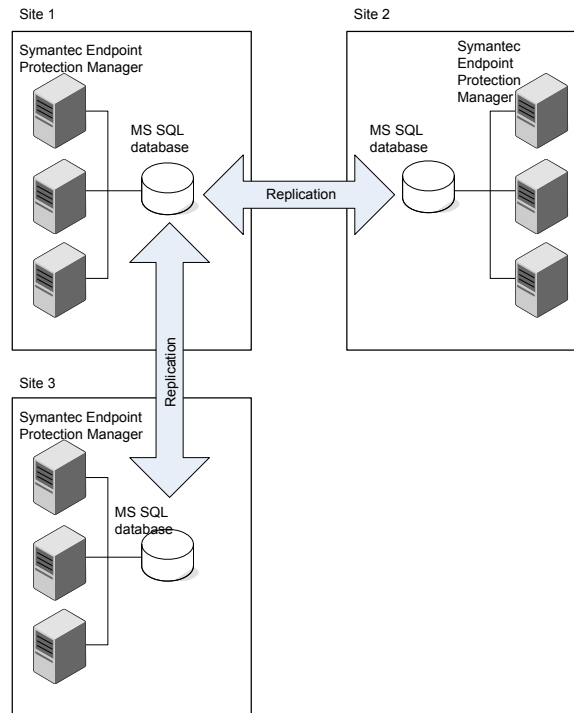 Site 1
Symantec Endpoint
Protection Manager
MS SQL
database
Site 2
Symantec
Endpoint
Protection
Manager
MS SQL
database
Replication
Replication
Site 3
Symantec Endpoint
Protection Manager
MS SQL
database